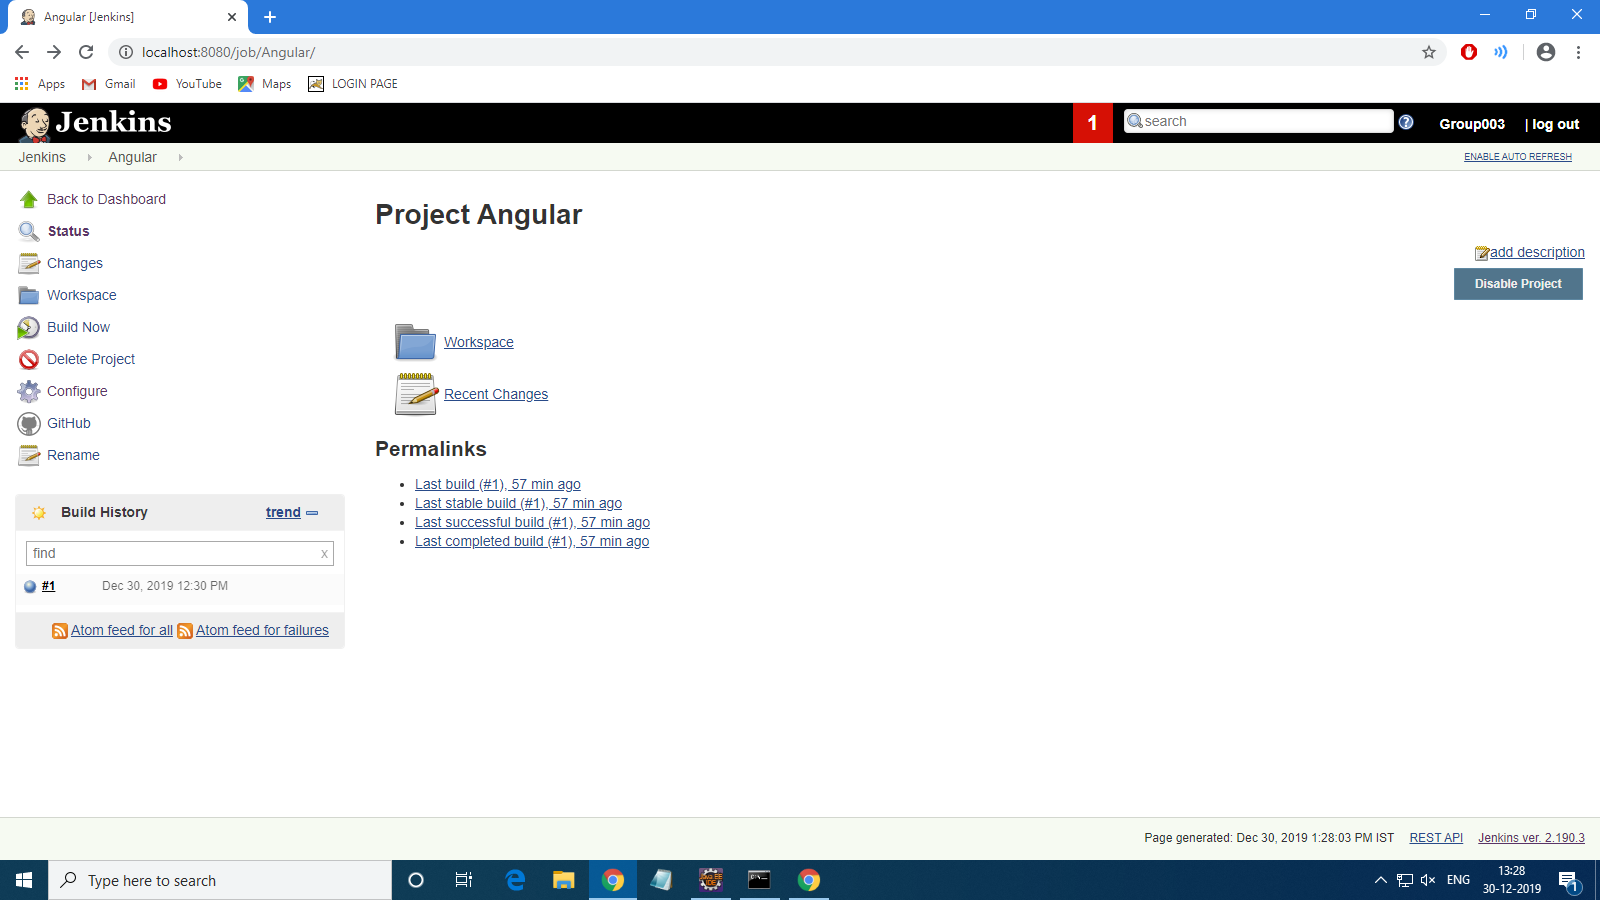 Angular [Jenkins]
localhost:8080/job/Angular/
Apps Gmail YouTube Maps LOGIN PAGE
Jenkins 1 search Group003 | log out
Jenkins Angular ENABLE AUTO REFRESH
Back to Dashboard
Status
Changes
Workspace
Build Now
Delete Project
Configure
GitHub
Rename
Build History trend
find x
#1 Dec 30, 2019 12:30 PM
Atom feed for all Atom feed for failures
Project Angular
add description
Disable Project
Workspace
Recent Changes
Permalinks
Last build (#1), 57 min ago
Last stable build (#1), 57 min ago
Last successful build (#1), 57 min ago
Last completed build (#1), 57 min ago
Page generated: Dec 30, 2019 1:28:03 PM IST REST API Jenkins ver. 2.190.3
Type here to search
ENG
13:28
30-12-2019
1